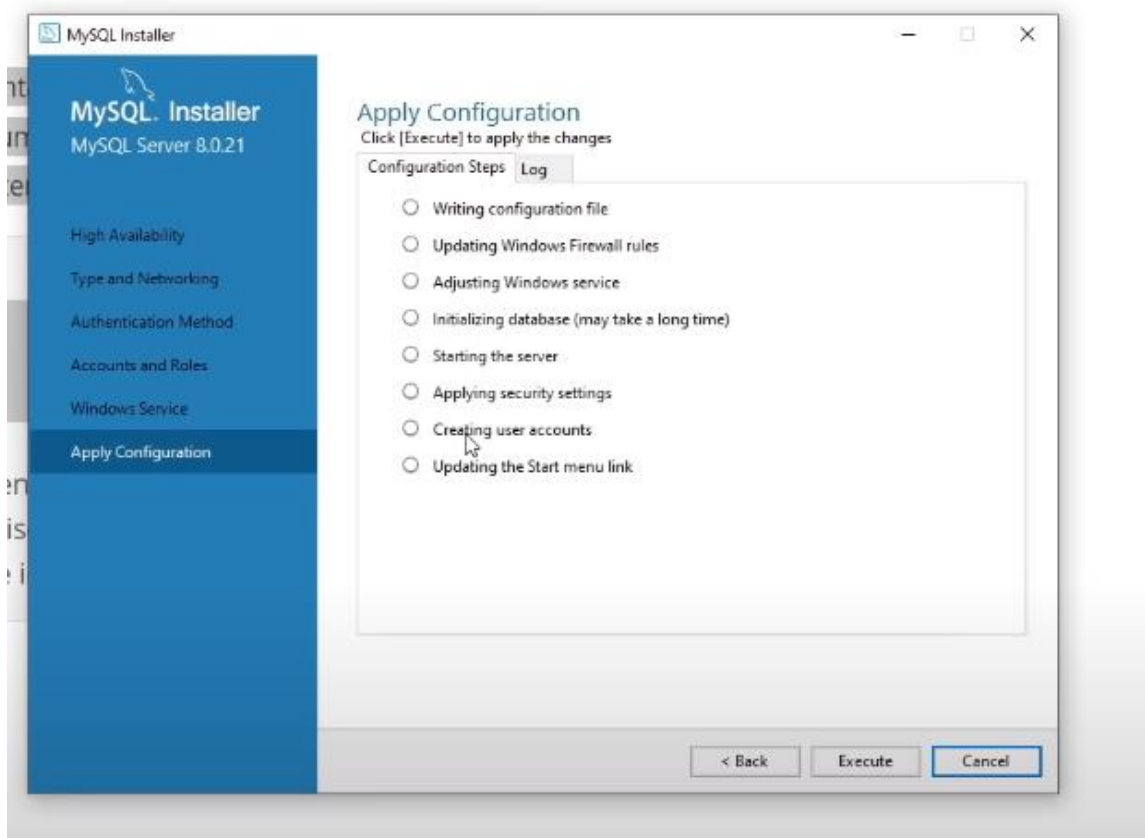 MySQL Installer
MySQL. Installer
MySQL Server 8.0.21
High Availability
Type and Networking
Authentication Method
Accounts and Roles
Windows Service
Apply Configuration
Apply Configuration
Click [Execute] to apply the changes
Configuration Steps Log
Writing configuration file
Updating Windows Firewall rules
Adjusting Windows service
Initializing database (may take a long time)
Starting the server
Applying security settings
Creating user accounts
Updating the Start menu link
< Back Execute Cancel